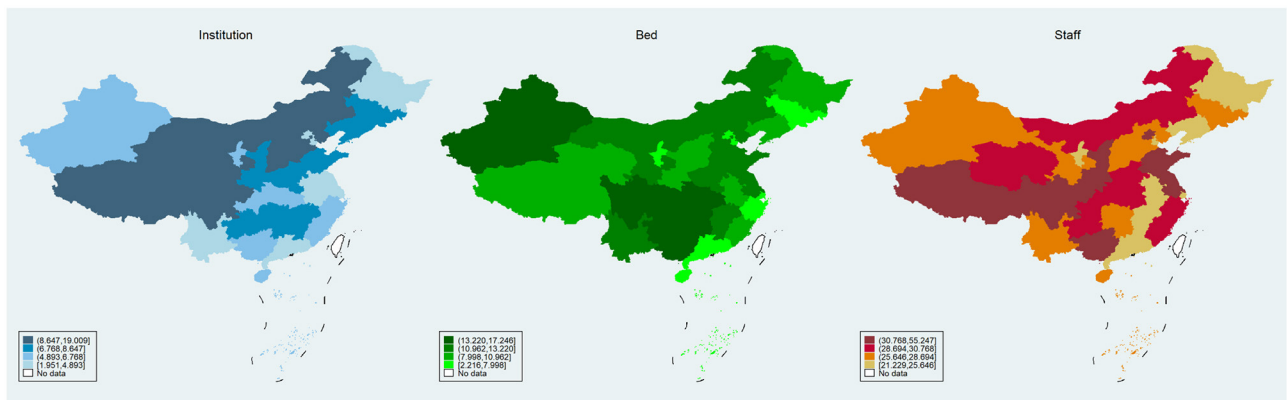 Institution
Bed
Staff
(8.647,19.009]
(6.768,8.647]
(4.893,6.768]
[1.951,4.893]
No data
(13.220,17.246]
(10.962,13.220]
(7.998,10.962]
[2.216,7.998]
No data
(30.768,55.247]
(28.694,30.768]
(25.646,28.694]
[21.229,25.646]
No data